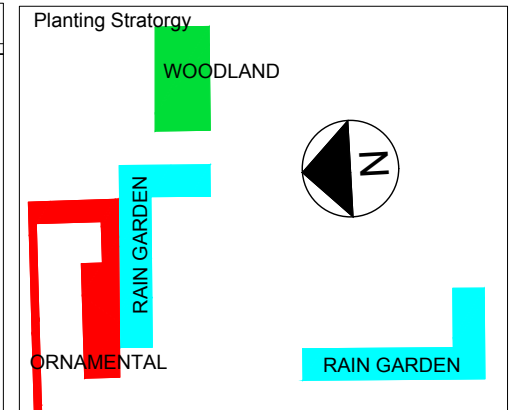 Planting Stratorgy
WOODLAND
N
RAIN GARDEN
ORNAMENTAL
RAIN GARDEN